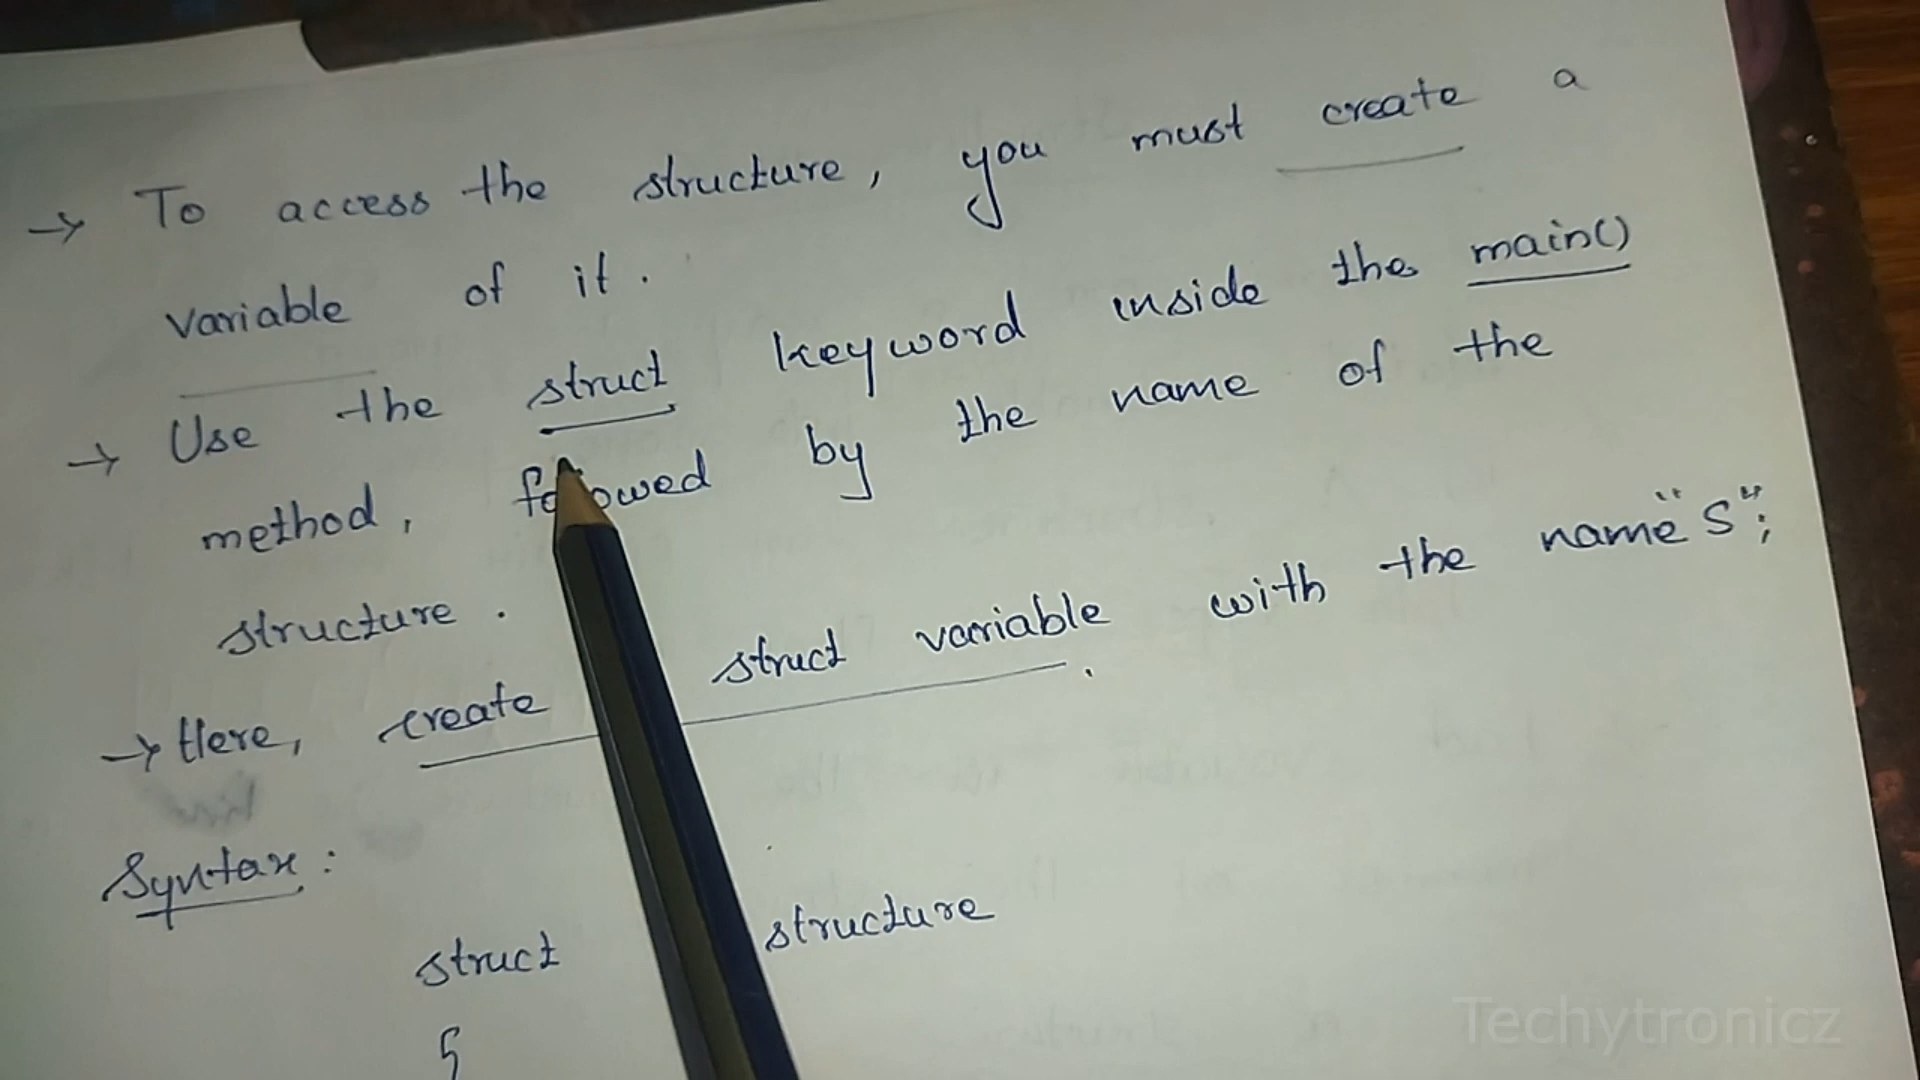 → To access the structure, you must create a
variable of it.
→ Use the struct keyword inside the main()
method, followed by the name of the
structure.
→ Here, create struct variable with the name "S";
Syntax:
struct structure
{
Techytronicz